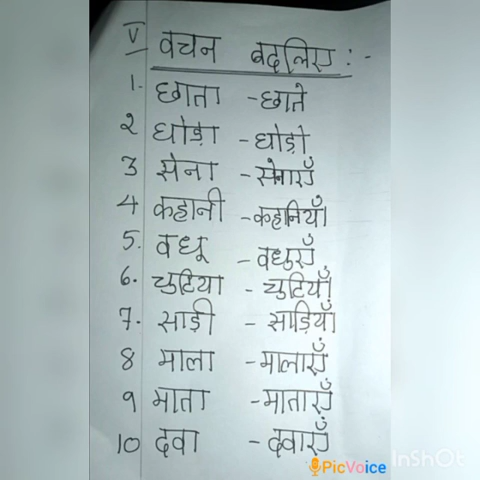 V वचन बदलिए :-
1. छाता - छाते
2 घोड़ा - घोड़ो
3 सेना - सेनाएँ
4 कहानी - कहानियाँ
5. वधू - वधुएँ
6. चुटिया - चुटियाँ
7. साड़ी - साड़ियाँ
8 माला - मालाएँ
9 माता - माताएँ
10 दवा - दवाएँ
PicVoice InShOt